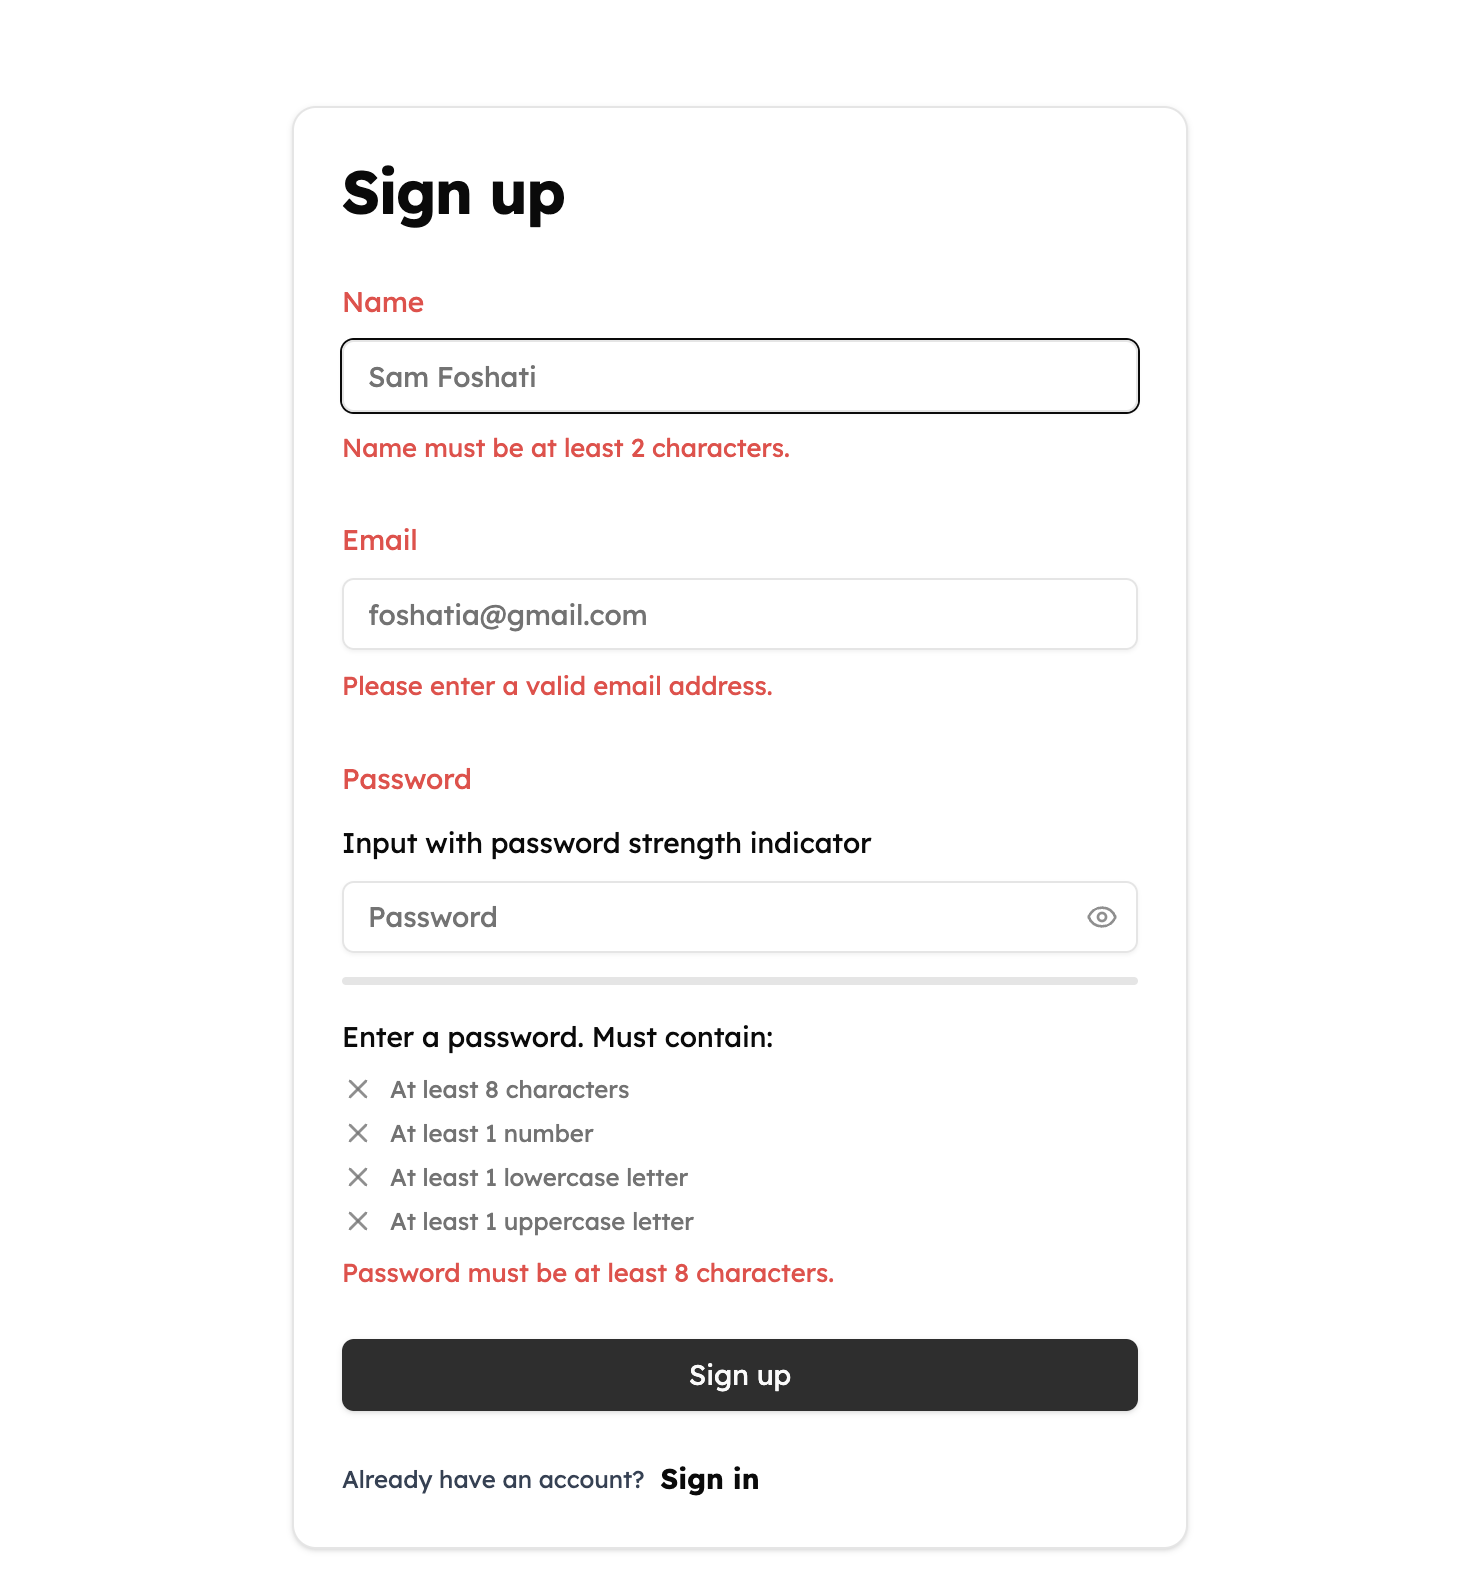 Sign up
Name
Sam Foshati
Name must be at least 2 characters.
Email
foshatia@gmail.com
Please enter a valid email address.
Password
Input with password strength indicator
Password
Enter a password. Must contain:
At least 8 characters
At least 1 number
At least 1 lowercase letter
At least 1 uppercase letter
Password must be at least 8 characters.
Sign up
Already have an account? Sign in